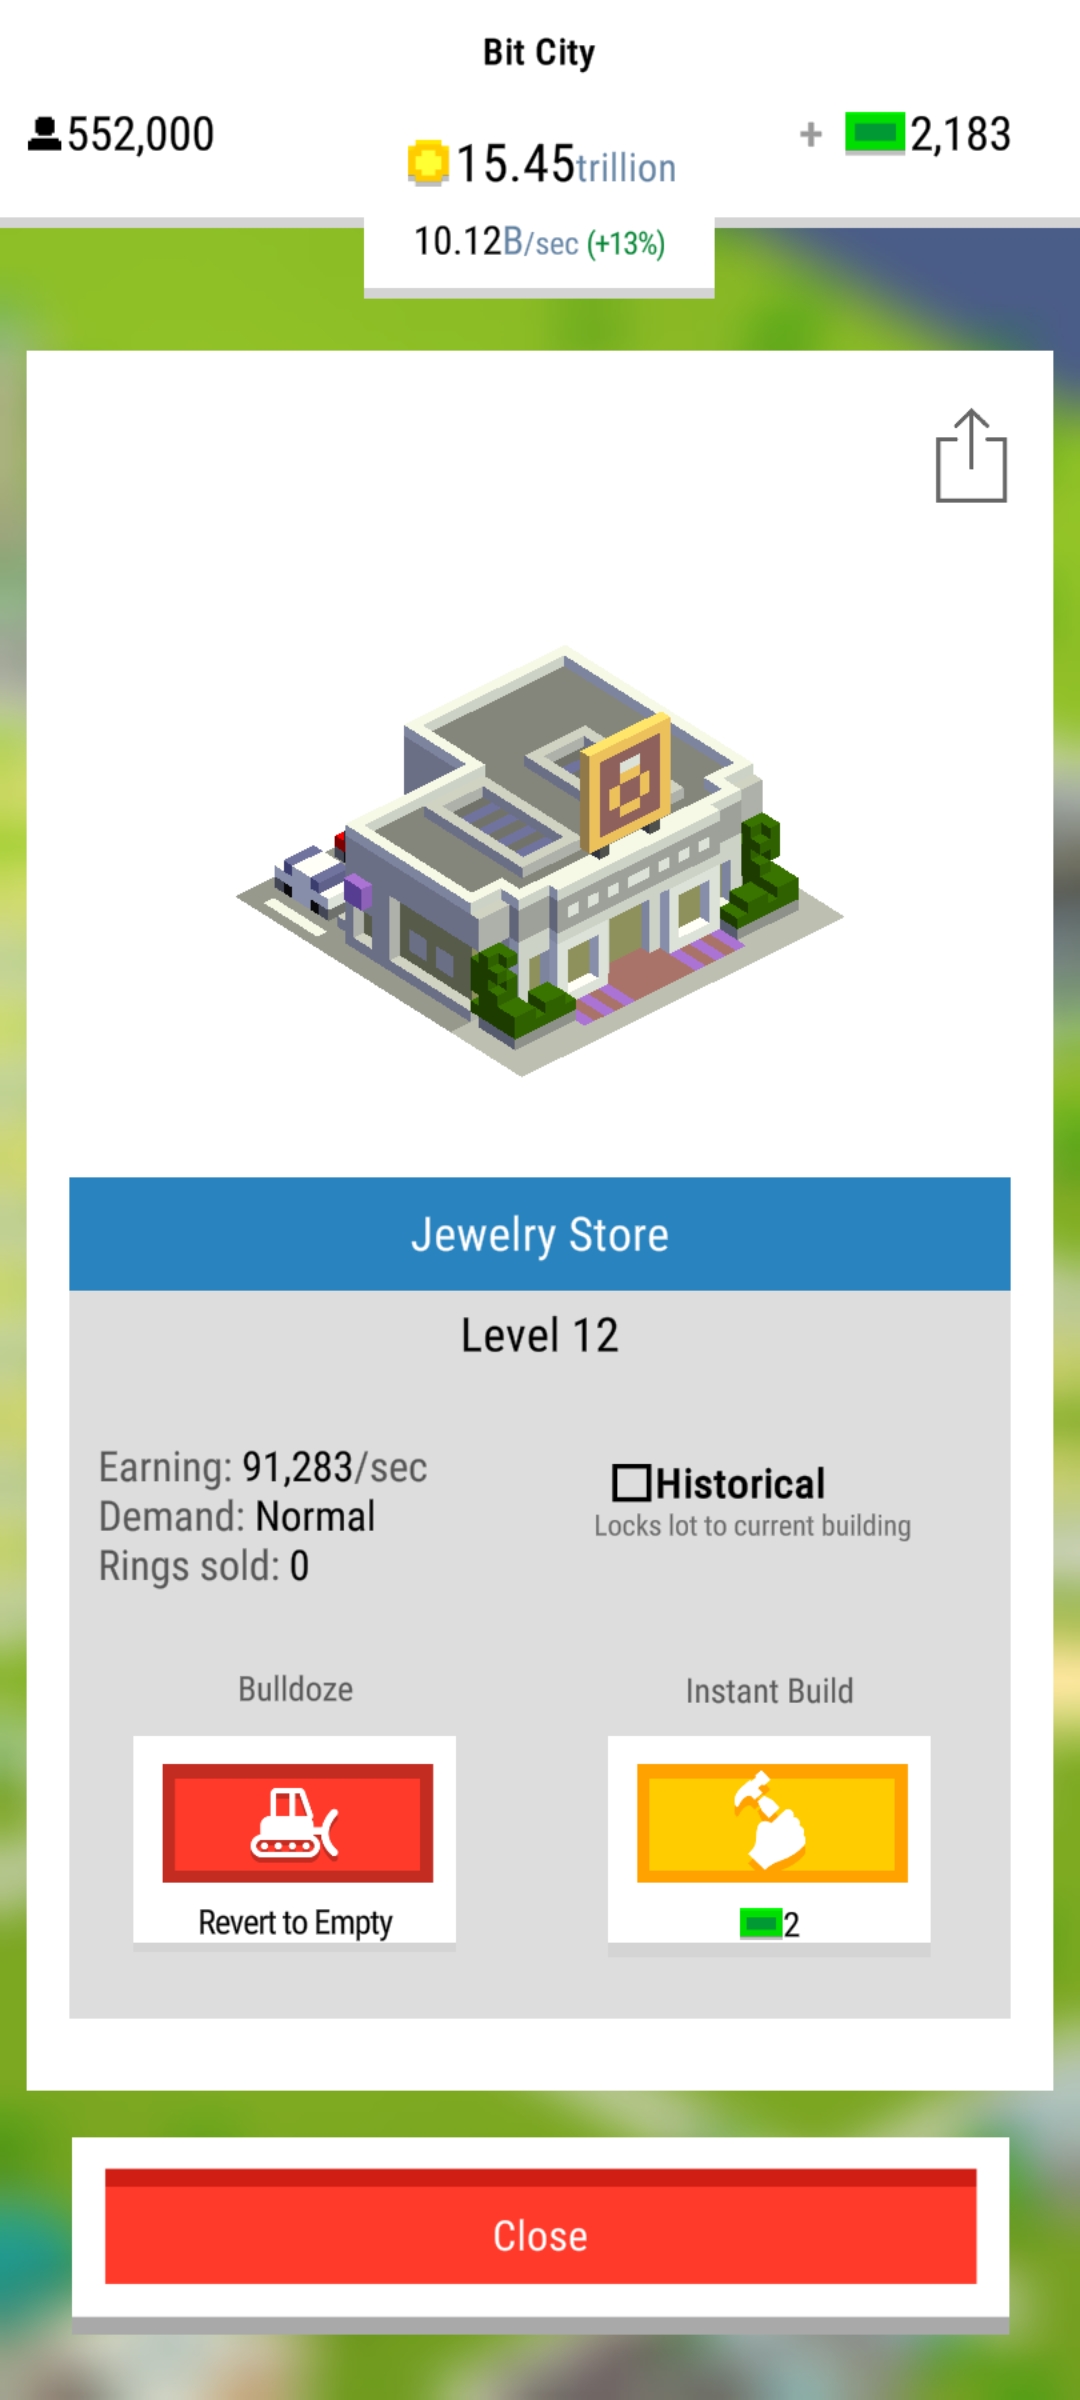 Bit City
552,000
15.45trillion
+ 2,183
10.12B/sec (+13%)
Jewelry Store
Level 12
Earning: 91,283/sec
Demand: Normal
Rings sold: 0
Historical
Locks lot to current building
Bulldoze
Instant Build
Revert to Empty
2
Close